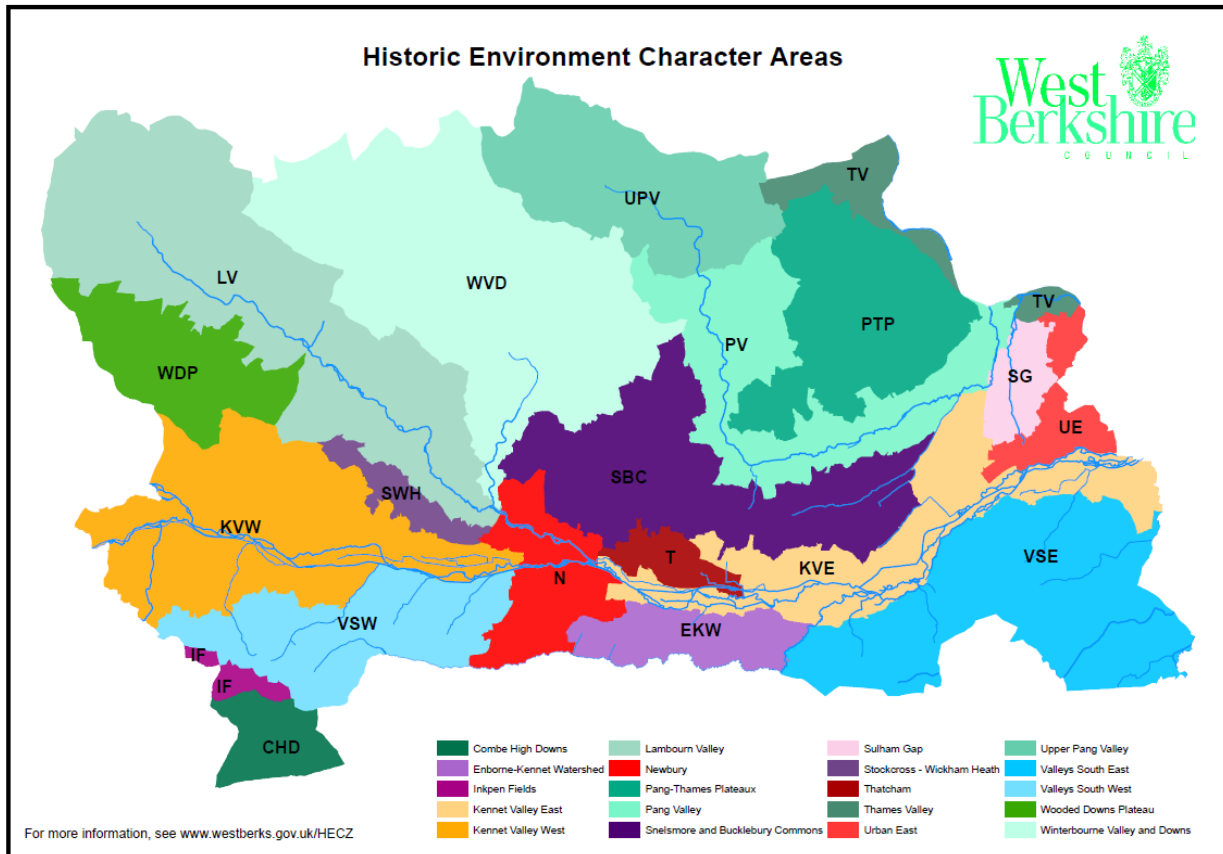 Historic Environment Character Areas
West
Berkshire
COUNCIL
TV
UPV
LV
WVD
TV
PTP
PV
WDP
SG
UE
SBC
SWH
KVW
VSE
T
KVE
N
VSW
EKW
IF
IF
CHD
Combe High Downs
Enborne-Kennet Watershed
Inkpen Fields
Kennet Valley East
Kennet Valley West
Lambourn Valley
Newbury
Pang-Thames Plateaux
Pang Valley
Snelsmore and Bucklebury Commons
Sulham Gap
Stockcross - Wickham Heath
Thatcham
Thames Valley
Urban East
Upper Pang Valley
Valleys South East
Valleys South West
Wooded Downs Plateau
Winterbourne Valley and Downs
For more information, see www.westberks.gov.uk/HECZ